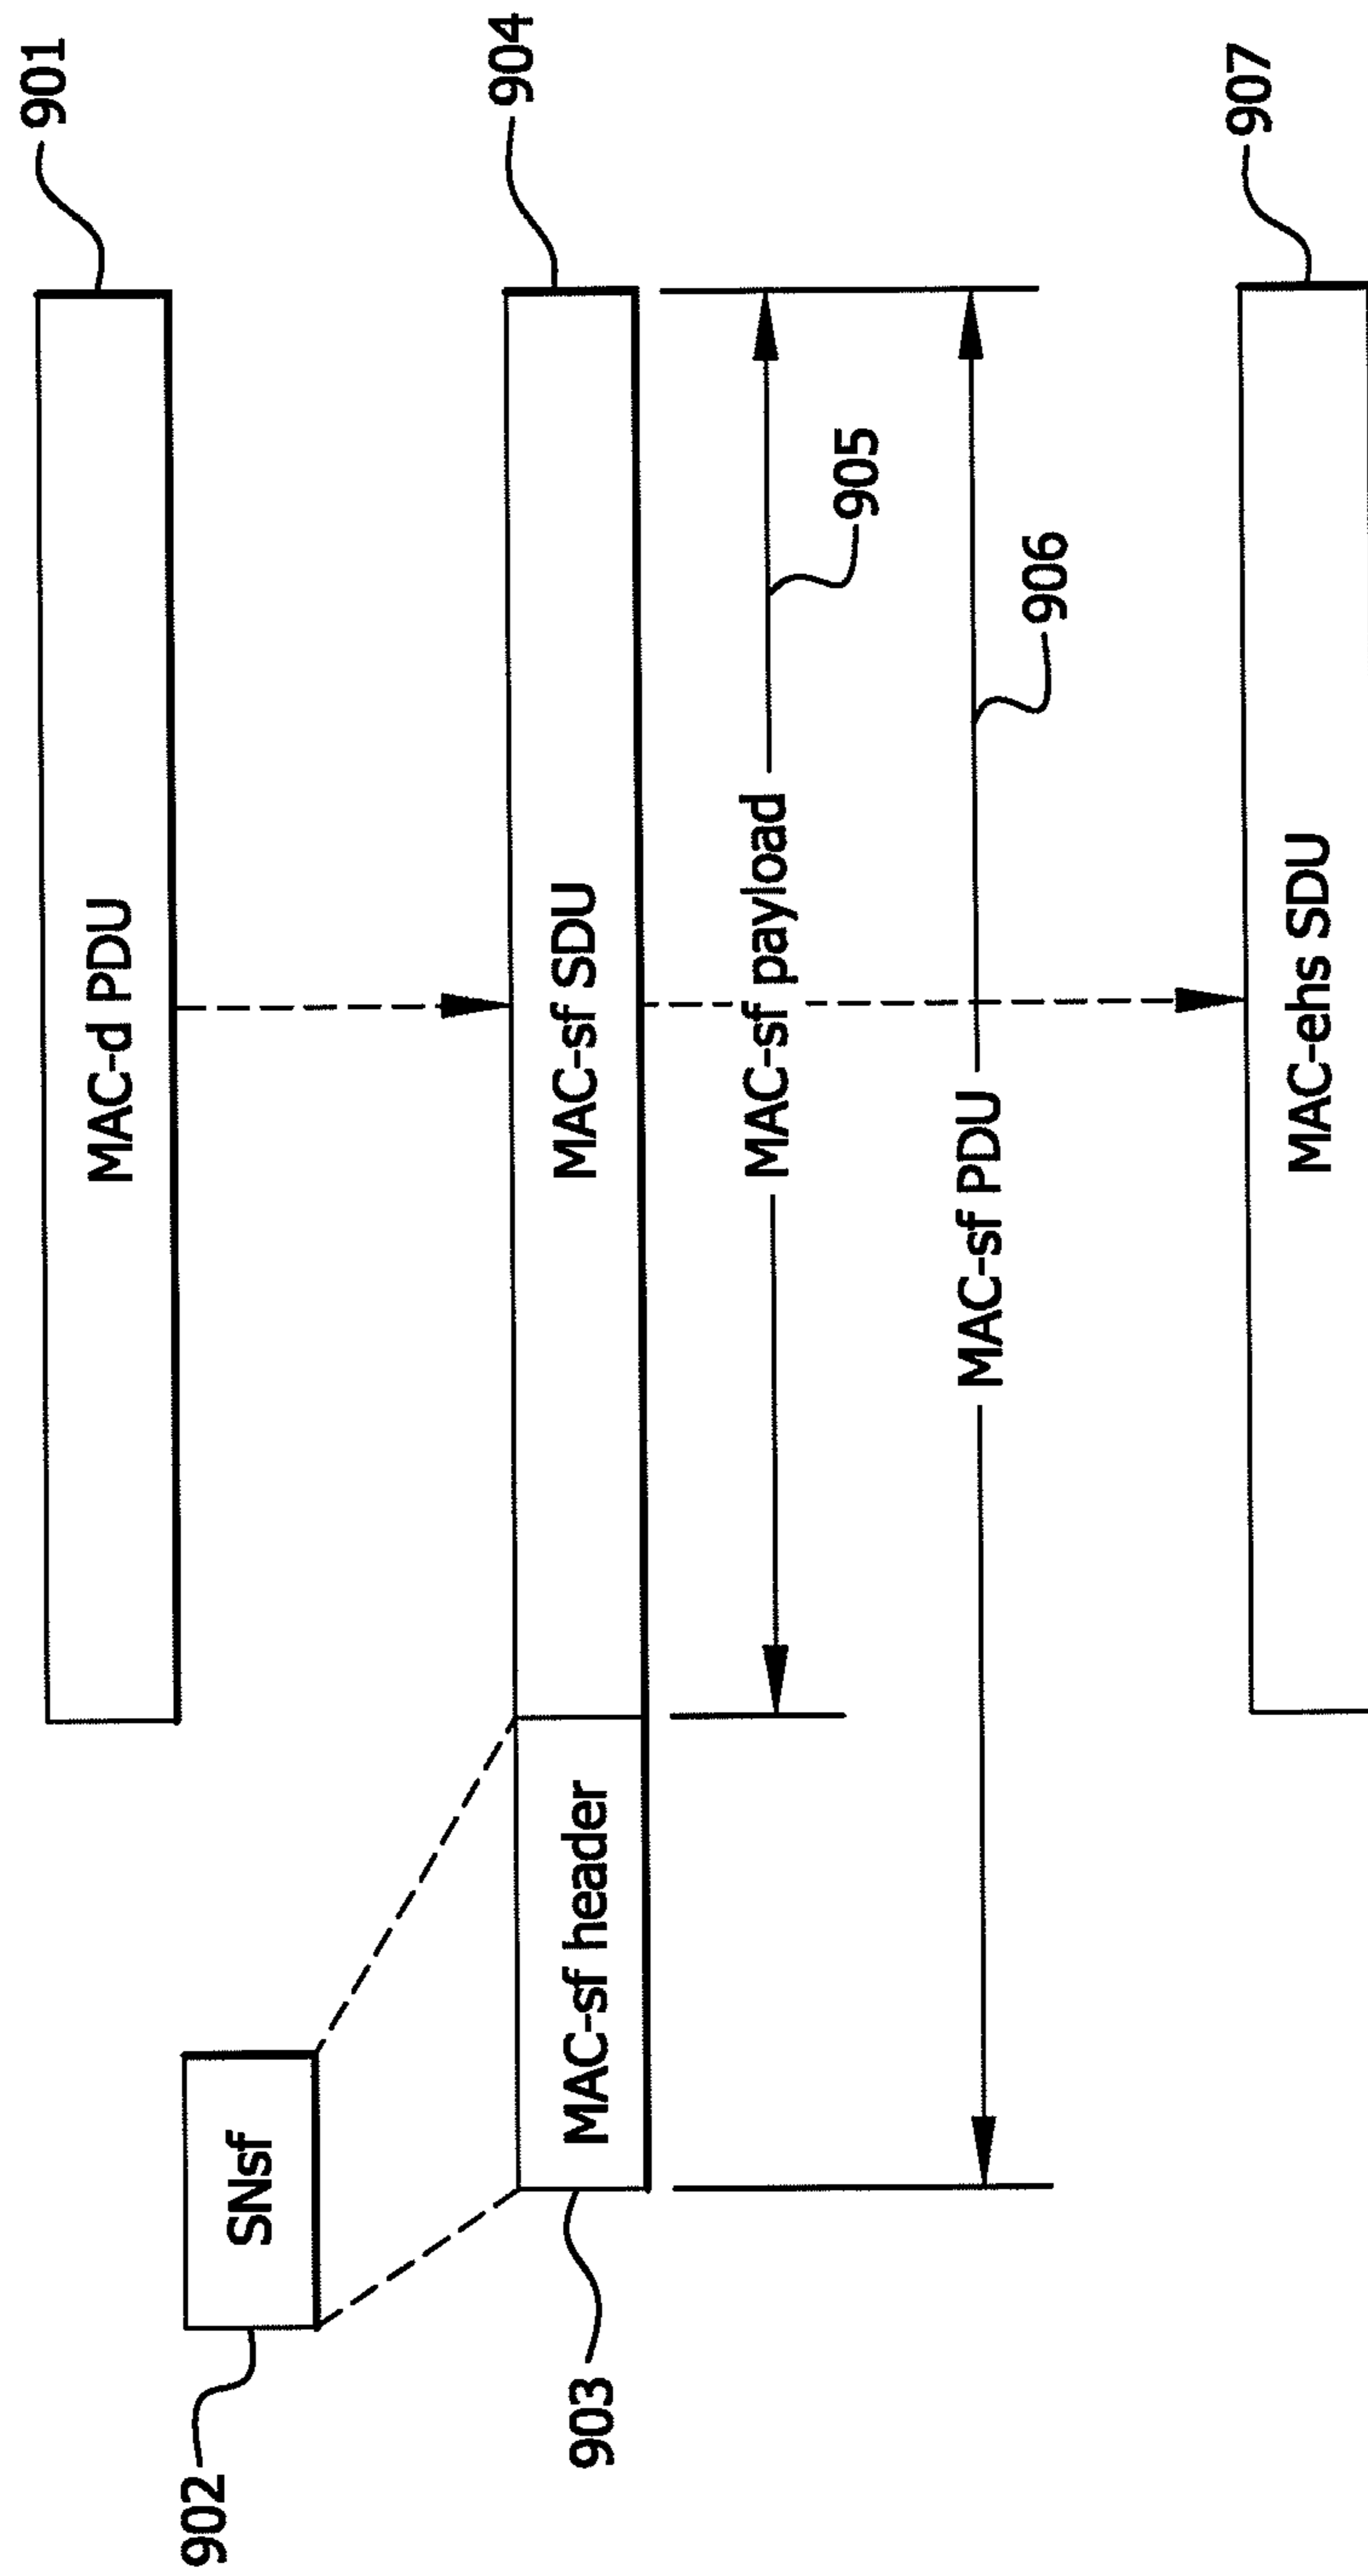 MAC-d PDU
901
SNsf
902
MAC-sf header
903
MAC-sf SDU
904
MAC-sf payload
905
MAC-sf PDU
906
MAC-ehs SDU
907